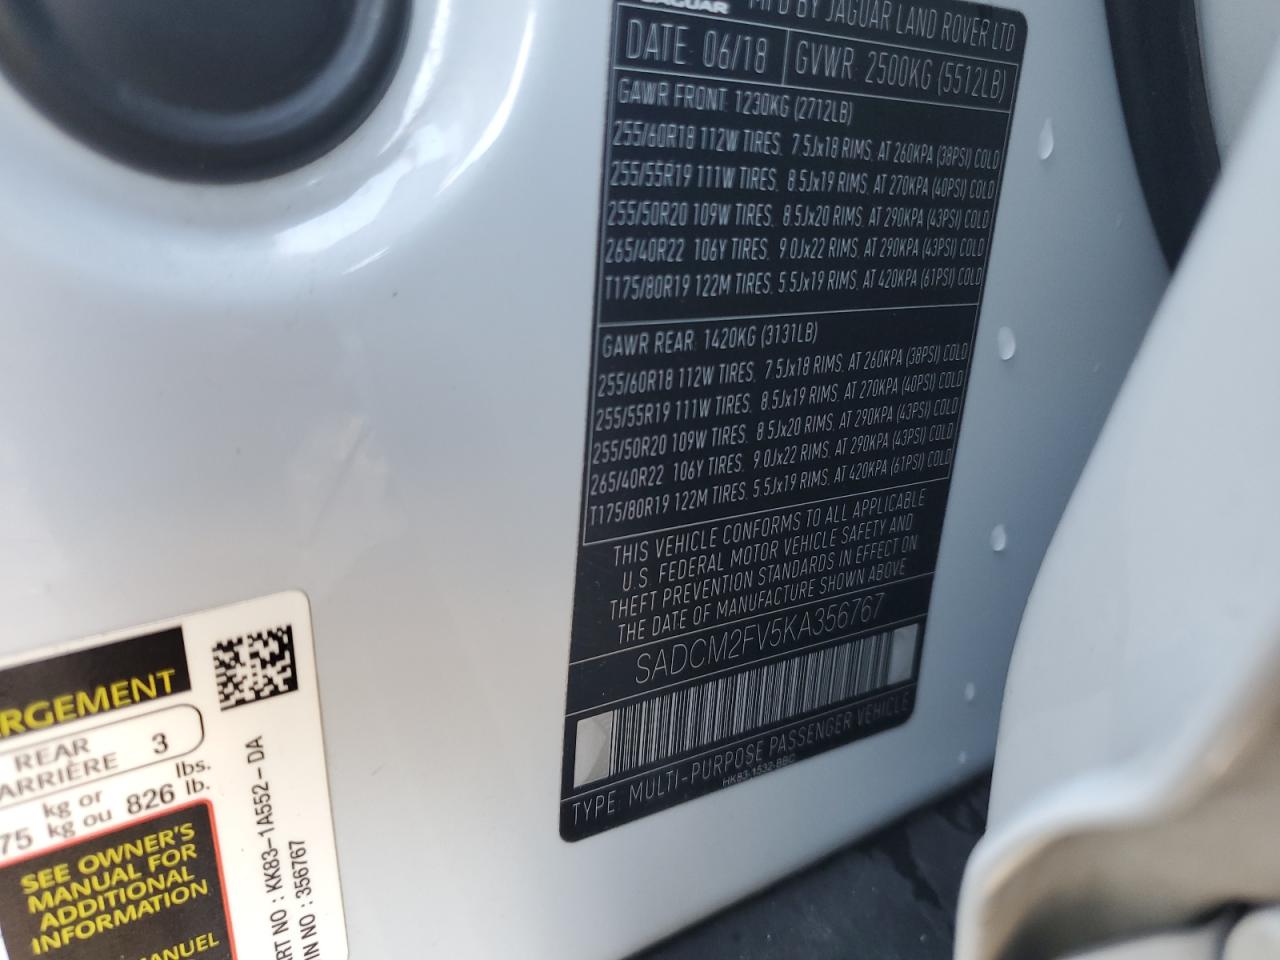 JAGUAR MFD BY JAGUAR LAND ROVER LTD
DATE: 06/18 GVWR: 2500KG (5512LB)
GAWR FRONT: 1230KG (2712LB)
255/60R18 112W TIRES, 7.5Jx18 RIMS, AT 260KPA (38PSI) COLD
255/55R19 111W TIRES, 8.5Jx19 RIMS, AT 270KPA (40PSI) COLD
255/50R20 109W TIRES, 8.5Jx20 RIMS, AT 290KPA (43PSI) COLD
265/40R22 106Y TIRES, 9.0Jx22 RIMS, AT 290KPA (43PSI) COLD
T175/80R19 122M TIRES, 5.5Jx19 RIMS, AT 420KPA (61PSI) COLD
GAWR REAR: 1420KG (3131LB)
255/60R18 112W TIRES, 7.5Jx18 RIMS, AT 260KPA (38PSI) COLD
255/55R19 111W TIRES, 8.5Jx19 RIMS, AT 270KPA (40PSI) COLD
255/50R20 109W TIRES, 8.5Jx20 RIMS, AT 290KPA (43PSI) COLD
265/40R22 106Y TIRES, 9.0Jx22 RIMS, AT 290KPA (43PSI) COLD
T175/80R19 122M TIRES, 5.5Jx19 RIMS, AT 420KPA (61PSI) COLD
THIS VEHICLE CONFORMS TO ALL APPLICABLE
U.S. FEDERAL MOTOR VEHICLE SAFETY AND
THEFT PREVENTION STANDARDS IN EFFECT ON
THE DATE OF MANUFACTURE SHOWN ABOVE
SADCM2FV5KA356767
TYPE: MULTI-PURPOSE PASSENGER VEHICLE
HK83-1532-BBC
RGEMENT
REAR 3
ARRIÈRE
kg or lbs.
75 kg ou 826 lb.
SEE OWNER'S
MANUAL FOR
ADDITIONAL
INFORMATION
MANUEL
ART NO : KK83-1A552-DA
IN NO : 356767